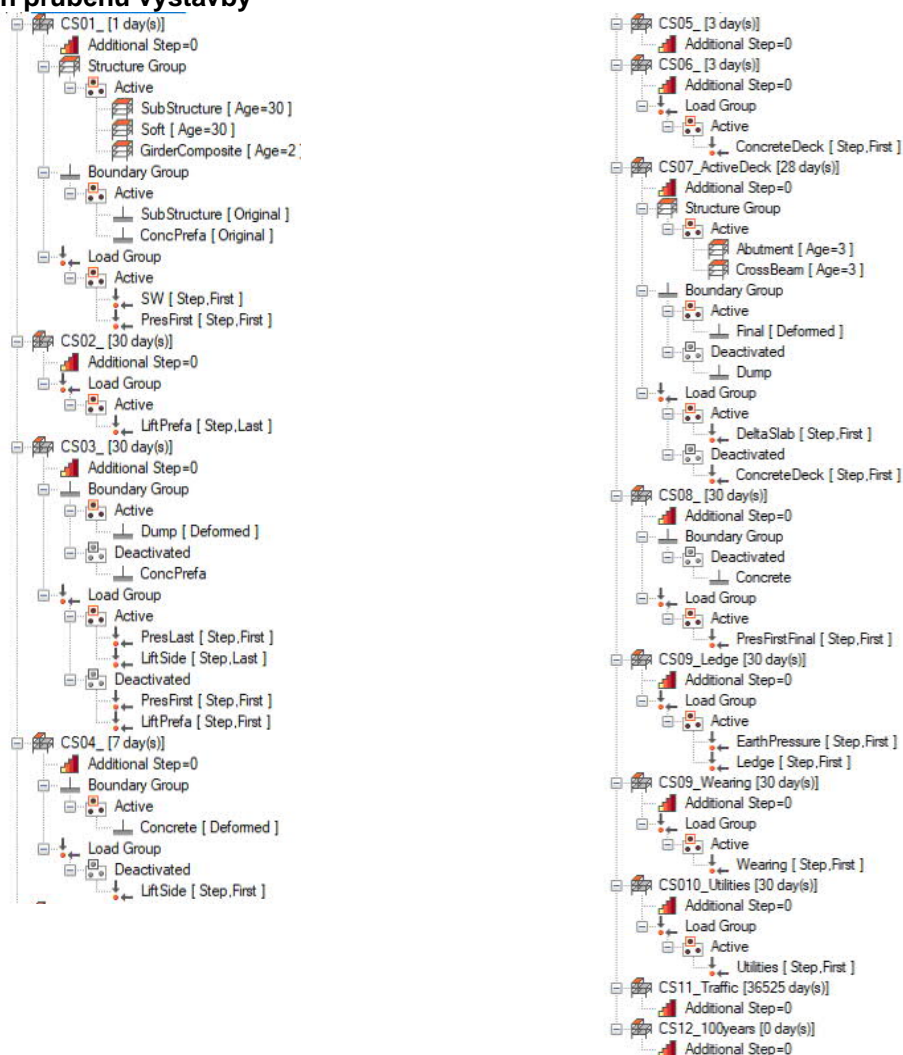 průběhu výstavby
CS01_ [1 day(s)]
Additional Step=0
Structure Group
Active
SubStructure [ Age=30 ]
Soft [ Age=30 ]
GirderComposite [ Age=2
Boundary Group
Active
SubStructure [ Original ]
ConcPrefa [ Original ]
Load Group
Active
SW [ Step,First ]
PresFirst [ Step,First ]
CS02_ [30 day(s)]
Additional Step=0
Load Group
Active
LiftPrefa [ Step,Last ]
CS03_ [30 day(s)]
Additional Step=0
Boundary Group
Active
Dump [ Deformed ]
Deactivated
ConcPrefa
Load Group
Active
PresLast [ Step,First ]
LiftSide [ Step,Last ]
Deactivated
PresFirst [ Step,First ]
LiftPrefa [ Step,First ]
CS04_ [7 day(s)]
Additional Step=0
Boundary Group
Active
Concrete [ Deformed ]
Load Group
Deactivated
LiftSide [ Step,First ]
CS05_ [3 day(s)]
Additional Step=0
CS06_ [3 day(s)]
Additional Step=0
Load Group
Active
ConcreteDeck [ Step,First ]
CS07_ActiveDeck [28 day(s)]
Additional Step=0
Structure Group
Active
Abutment [ Age=3 ]
CrossBeam [ Age=3 ]
Boundary Group
Active
Final [ Deformed ]
Deactivated
Dump
Load Group
Active
DeltaSlab [ Step,First ]
Deactivated
ConcreteDeck [ Step,First ]
CS08_ [30 day(s)]
Additional Step=0
Boundary Group
Deactivated
Concrete
Load Group
Active
PresFirstFinal [ Step,First ]
CS09_Ledge [30 day(s)]
Additional Step=0
Load Group
Active
EarthPressure [ Step,First ]
Ledge [ Step,First ]
CS09_Wearing [30 day(s)]
Additional Step=0
Load Group
Active
Wearing [ Step,First ]
CS010_Utilities [30 day(s)]
Additional Step=0
Load Group
Active
Utilities [ Step,First ]
CS11_Traffic [36525 day(s)]
Additional Step=0
CS12_100years [0 day(s)]
Additional Step=0